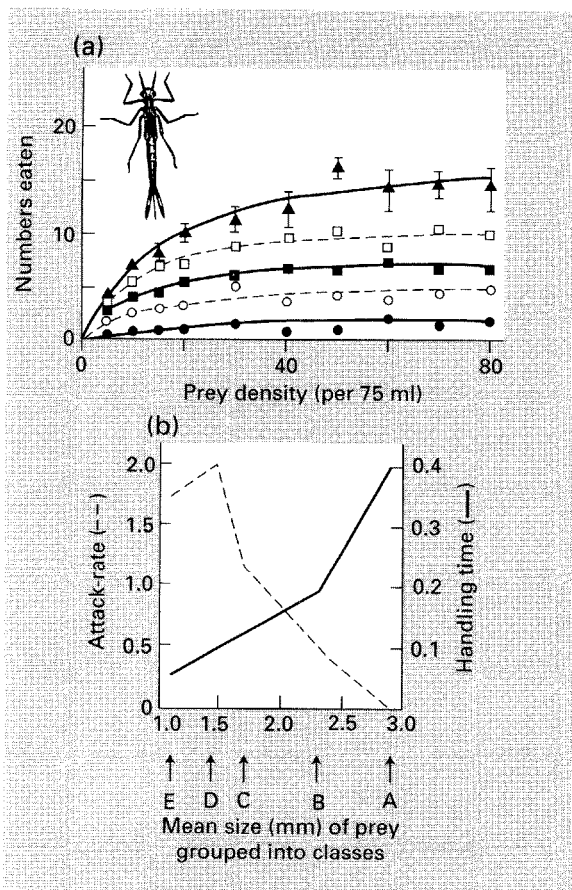 (a)
20
10
0
Numbers eaten
0
40
80
Prey density (per 75 ml)
(b)
2.0
1.5
1.0
0.5
0
Attack-rate (– –)
0.4
0.3
0.2
0.1
Handling time (—)
1.0
1.5
2.0
2.5
3.0
E D C B A
Mean size (mm) of prey
grouped into classes